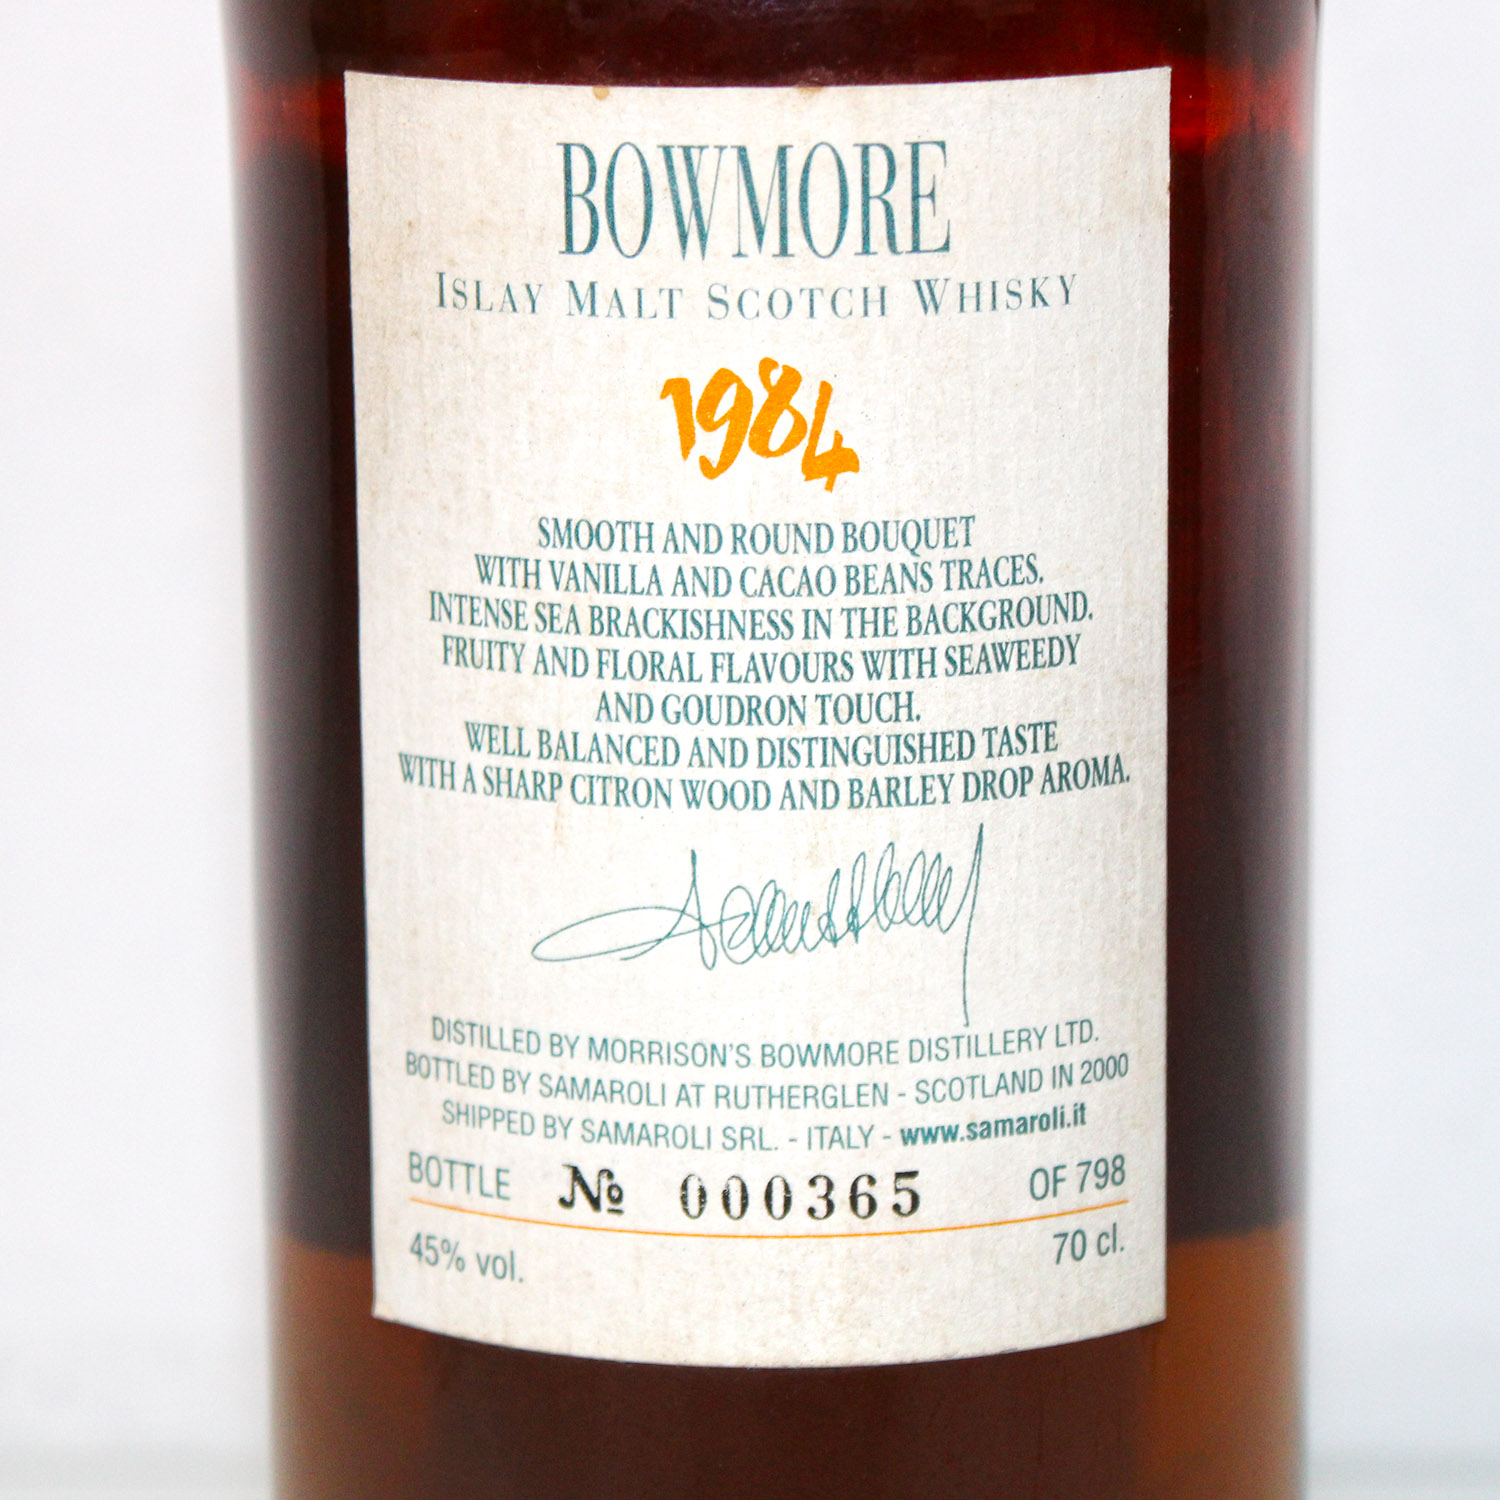 BOWMORE
ISLAY MALT SCOTCH WHISKY
1984
SMOOTH AND ROUND BOUQUET
WITH VANILLA AND CACAO BEANS TRACES.
INTENSE SEA BRACKISHNESS IN THE BACKGROUND.
FRUITY AND FLORAL FLAVOURS WITH SEAWEEDY
AND GOUDRON TOUCH.
WELL BALANCED AND DISTINGUISHED TASTE
WITH A SHARP CITRON WOOD AND BARLEY DROP AROMA.
DISTILLED BY MORRISON'S BOWMORE DISTILLERY LTD.
BOTTLED BY SAMAROLI AT RUTHERGLEN - SCOTLAND IN 2000
SHIPPED BY SAMAROLI SRL. - ITALY - www.samaroli.it
BOTTLE № 000365 OF 798
45% vol. 70 cl.